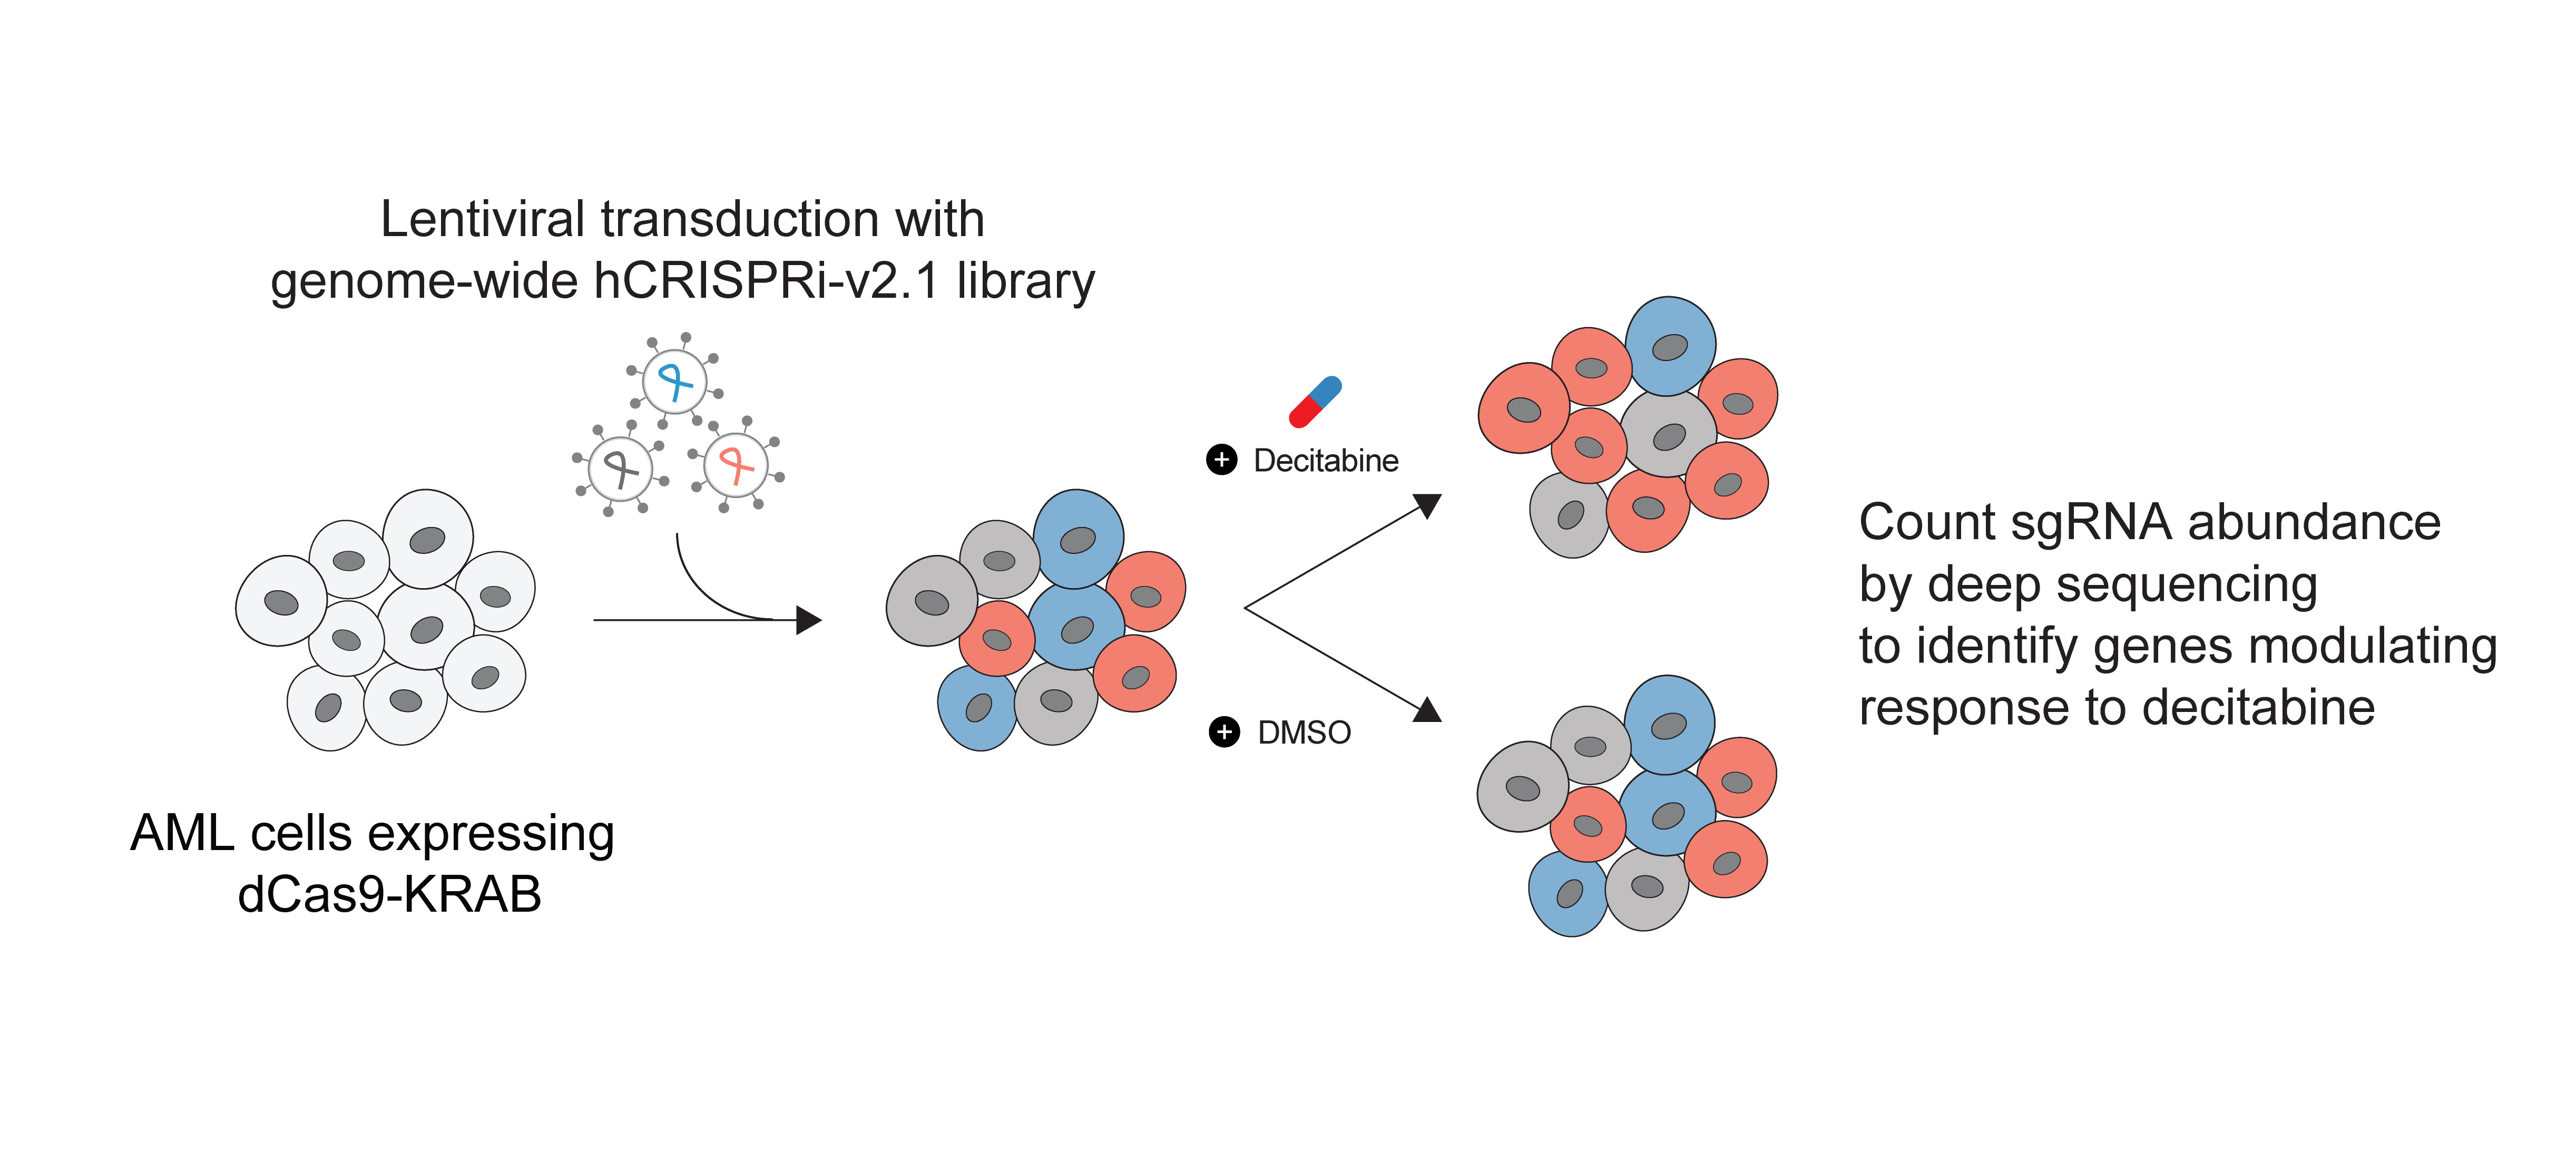 Lentiviral transduction with
genome-wide hCRISPRi-v2.1 library
AML cells expressing
dCas9-KRAB
+ Decitabine
+ DMSO
Count sgRNA abundance
by deep sequencing
to identify genes modulating
response to decitabine